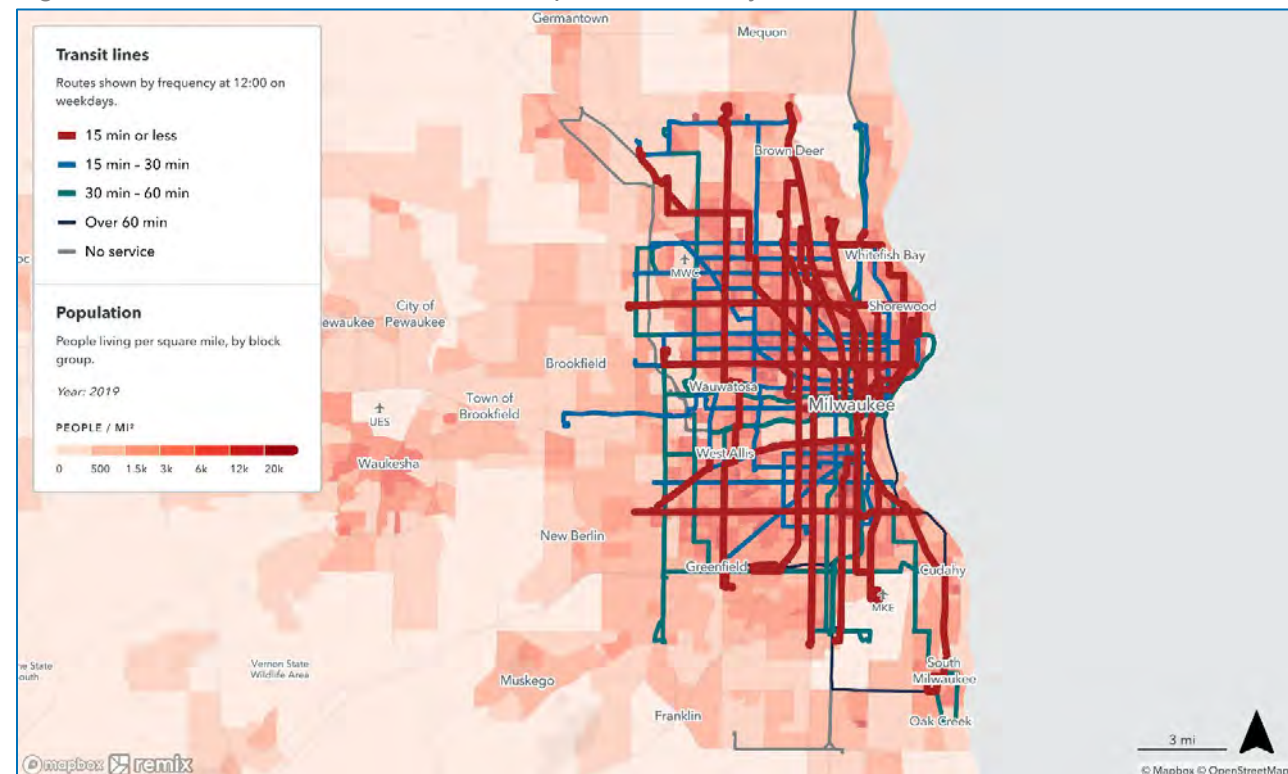 Transit lines
Routes shown by frequency at 12:00 on
weekdays.
15 min or less
15 min - 30 min
30 min - 60 min
Over 60 min
No service
Population
People living per square mile, by block
group.
Year: 2019
PEOPLE / MI²
0 500 1.5k 3k 6k 12k 20k
Germantown
Mequon
Brown Deer
MWC
Whitefish Bay
Shorewood
City of
Pewaukee
ewaukee
Brookfield
Wauwatosa
Town of
Brookfield
Milwaukee
UES
West Allis
Waukesha
New Berlin
Greenfield
Cudahy
MKE
Vernon State
Wildlife Area
South
Milwaukee
Muskego
Franklin
Oak Creek
3 mi
mapbox remix
© Mapbox © OpenStreetMap